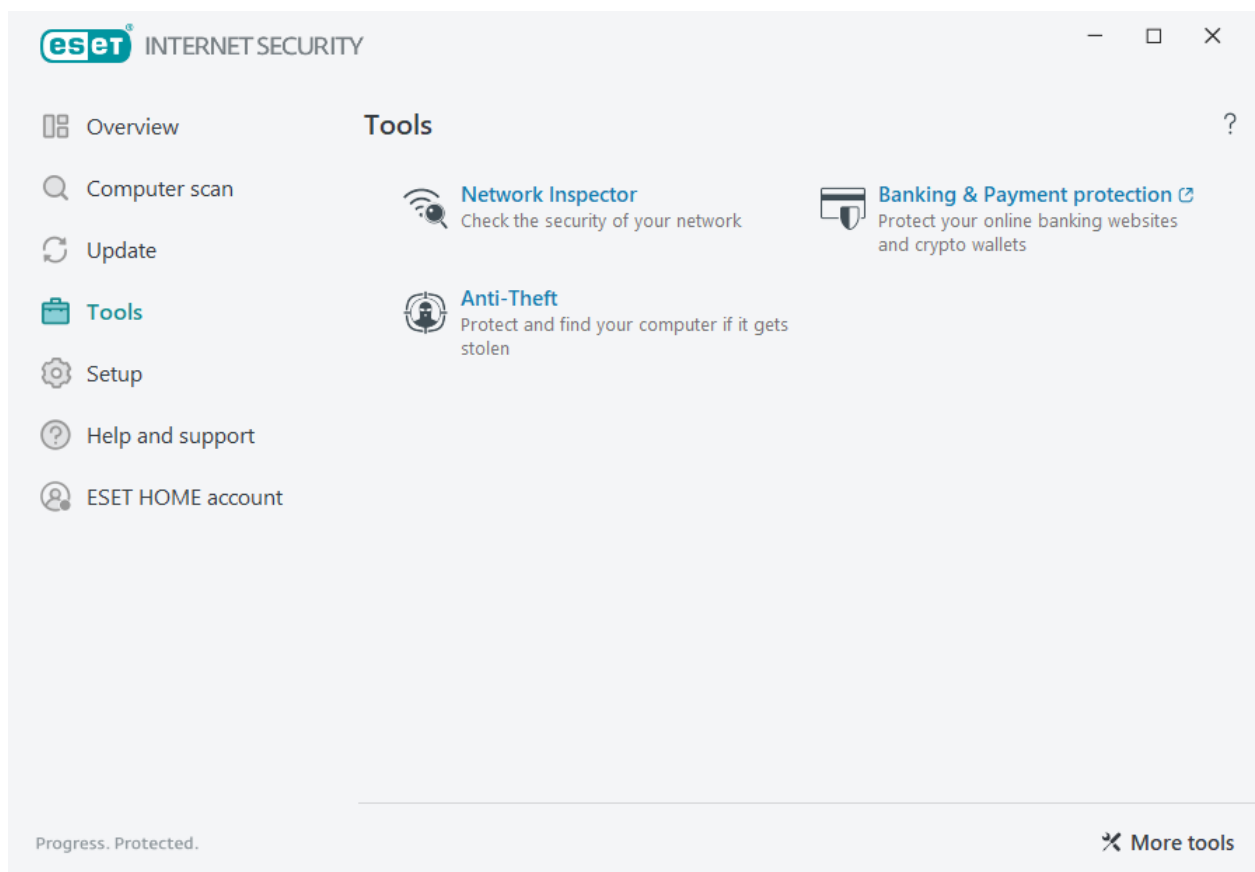 eset® INTERNET SECURITY
Overview
Computer scan
Update
Tools
Setup
Help and support
ESET HOME account
Tools
?
Network Inspector
Check the security of your network
Banking & Payment protection
Protect your online banking websites
and crypto wallets
Anti-Theft
Protect and find your computer if it gets
stolen
Progress. Protected.
More tools